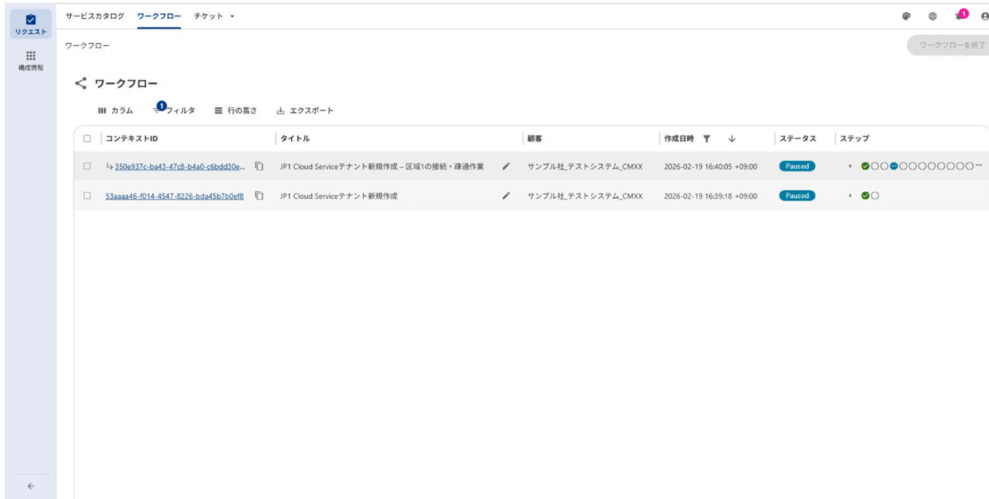 サービスカタログ ワークフロー チケット
1
リクエスト
構成情報
ワークフロー
ワークフローを終了
ワークフロー
カラム 1 フィルタ 行の高さ エクスポート
コンテキストID タイトル 顧客 作成日時 ステータス ステップ
350e937c-ba43-47c8-b4a0-c6bdd30e... JP1 Cloud Serviceテナント新規作成 – 区域1の接続・疎通作業 サンプル社_テストシステム_CMXX 2026-02-19 16:40:05 +09:00 Paused
53aaaa46-f014-4547-8226-bda45b7b0ef8 JP1 Cloud Serviceテナント新規作成 サンプル社_テストシステム_CMXX 2026-02-19 16:39:18 +09:00 Paused